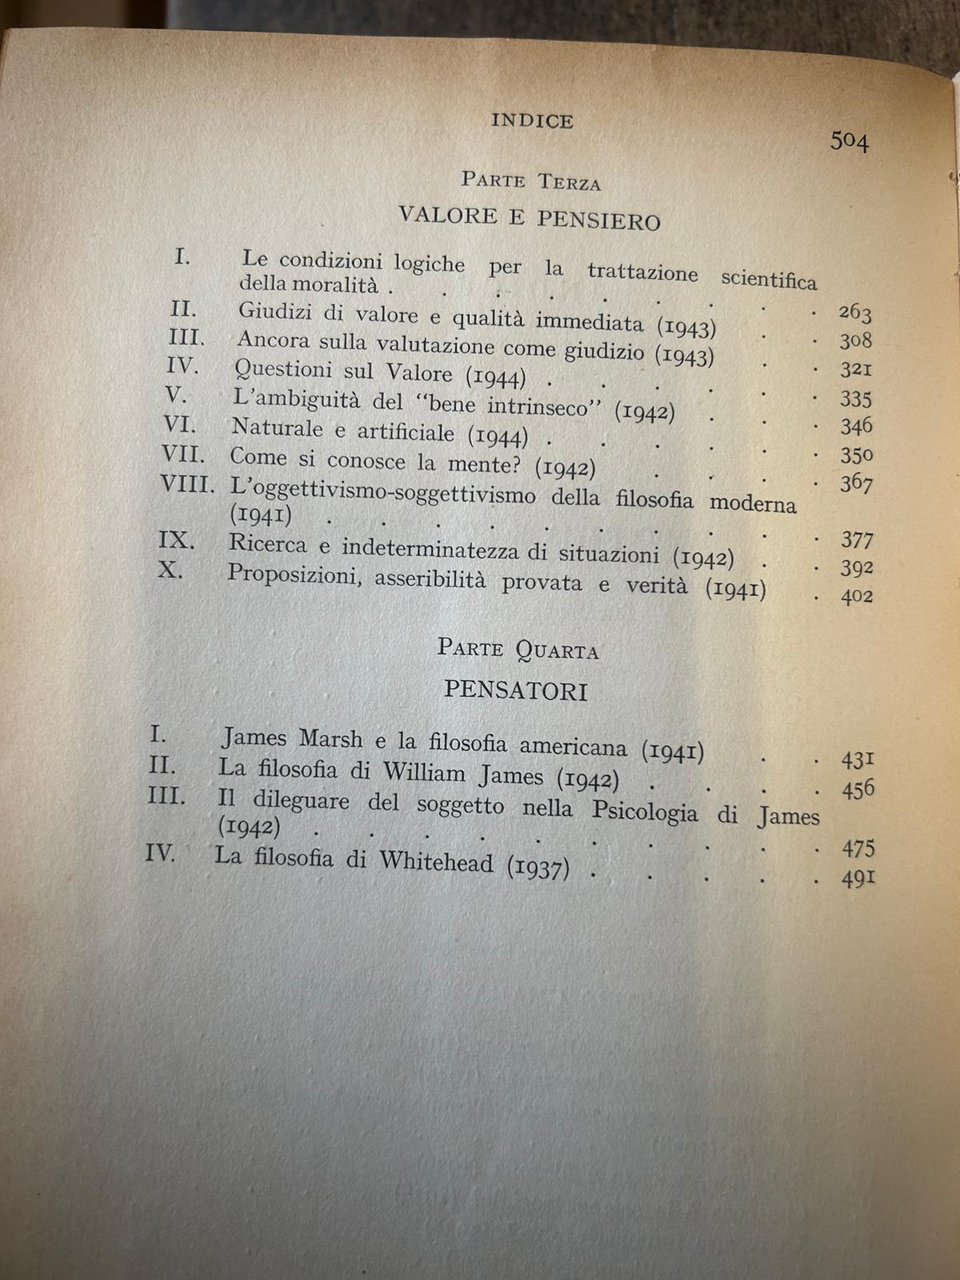 INDICE
504
PARTE TERZA
VALORE E PENSIERO
I. Le condizioni logiche per la trattazione scientifica
della moralità . . . . . . . . . 263
II. Giudizi di valore e qualità immediata (1943) . . 308
III. Ancora sulla valutazione come giudizio (1943) . . 321
IV. Questioni sul Valore (1944) . . . . . . 335
V. L'ambiguità del "bene intrinseco" (1942) . . . 346
VI. Naturale e artificiale (1944) . . . . . . 350
VII. Come si conosce la mente? (1942) . . . . 367
VIII. L'oggettivismo-soggettivismo della filosofia moderna
(1941) . . . . . . . . . . 377
IX. Ricerca e indeterminatezza di situazioni (1942) . . 392
X. Proposizioni, asseribilità provata e verità (1941) . 402
PARTE QUARTA
PENSATORI
I. James Marsh e la filosofia americana (1941) . . 431
II. La filosofia di William James (1942) . . . . 456
III. Il dileguare del soggetto nella Psicologia di James
(1942) . . . . . . . . . . 475
IV. La filosofia di Whitehead (1937) . . . . . 491